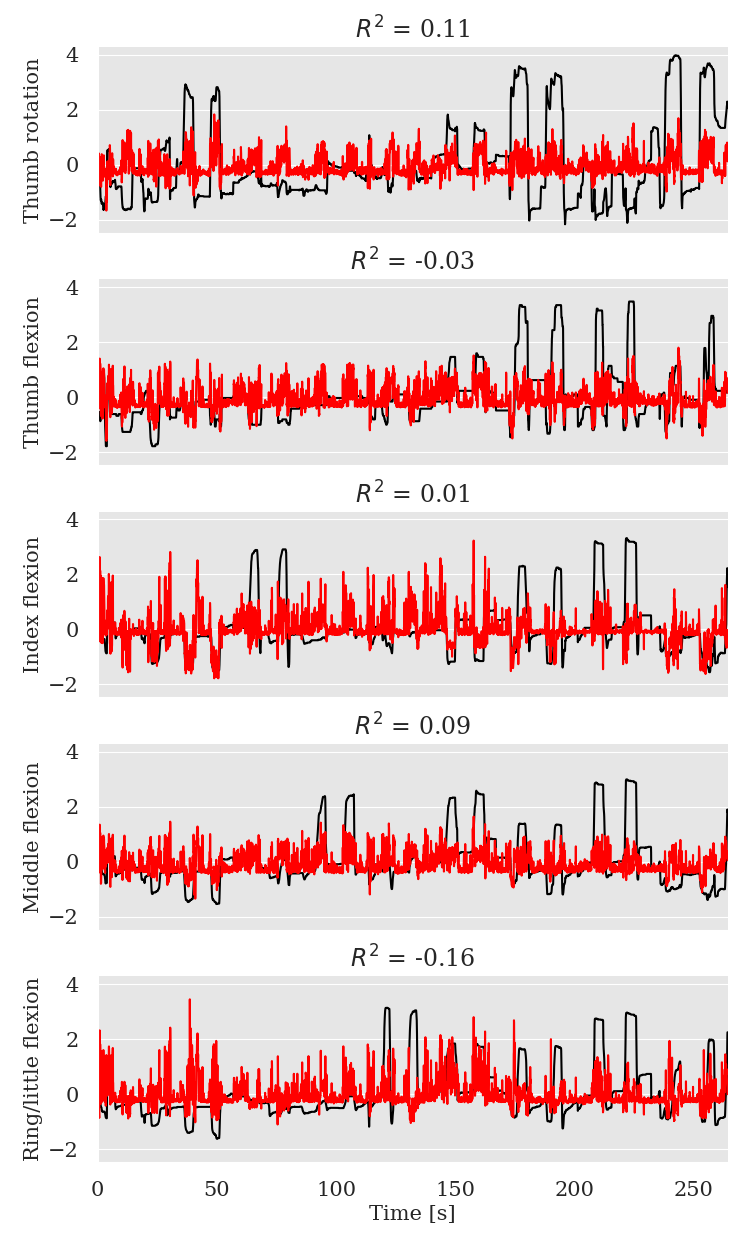 R² = 0.11
Thumb rotation
4
2
0
−2
R² = -0.03
Thumb flexion
4
2
0
−2
R² = 0.01
Index flexion
4
2
0
−2
R² = 0.09
Middle flexion
4
2
0
−2
R² = -0.16
Ring/little flexion
4
2
0
−2
0 50 100 150 200 250
Time [s]